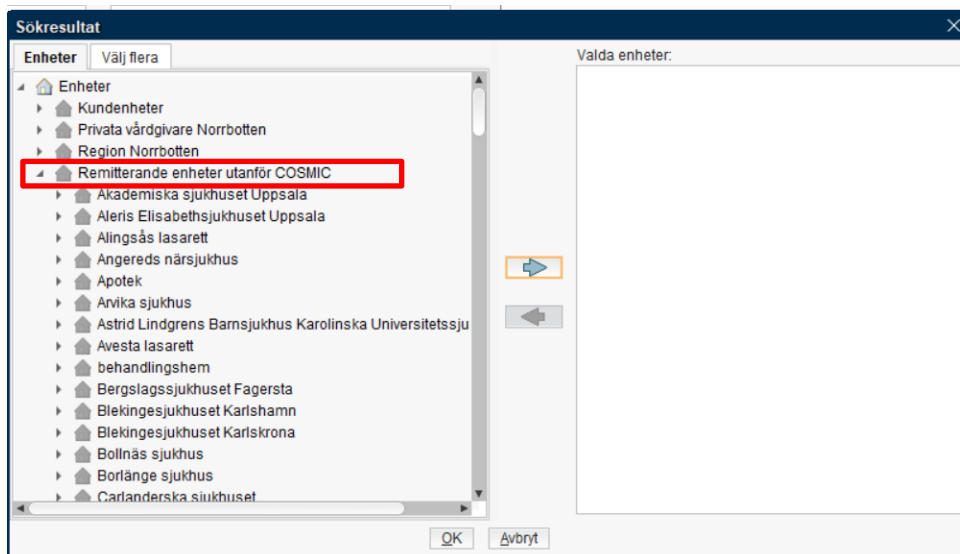 Sökresultat
Enheter Välj flera
Valda enheter:
Enheter
Kundenheter
Privata vårdgivare Norrbotten
Region Norrbotten
Remitterande enheter utanför COSMIC
Akademiska sjukhuset Uppsala
Aleris Elisabethsjukhuset Uppsala
Alingsås lasarett
Angereds närsjukhus
Apotek
Arvika sjukhus
Astrid Lindgrens Barnsjukhus Karolinska Universitetssju
Avesta lasarett
behandlingshem
Bergslagssjukhuset Fagersta
Blekingesjukhuset Karlshamn
Blekingesjukhuset Karlskrona
Bollnäs sjukhus
Borlänge sjukhus
Carlanderska sjukhuset
OK Avbryt